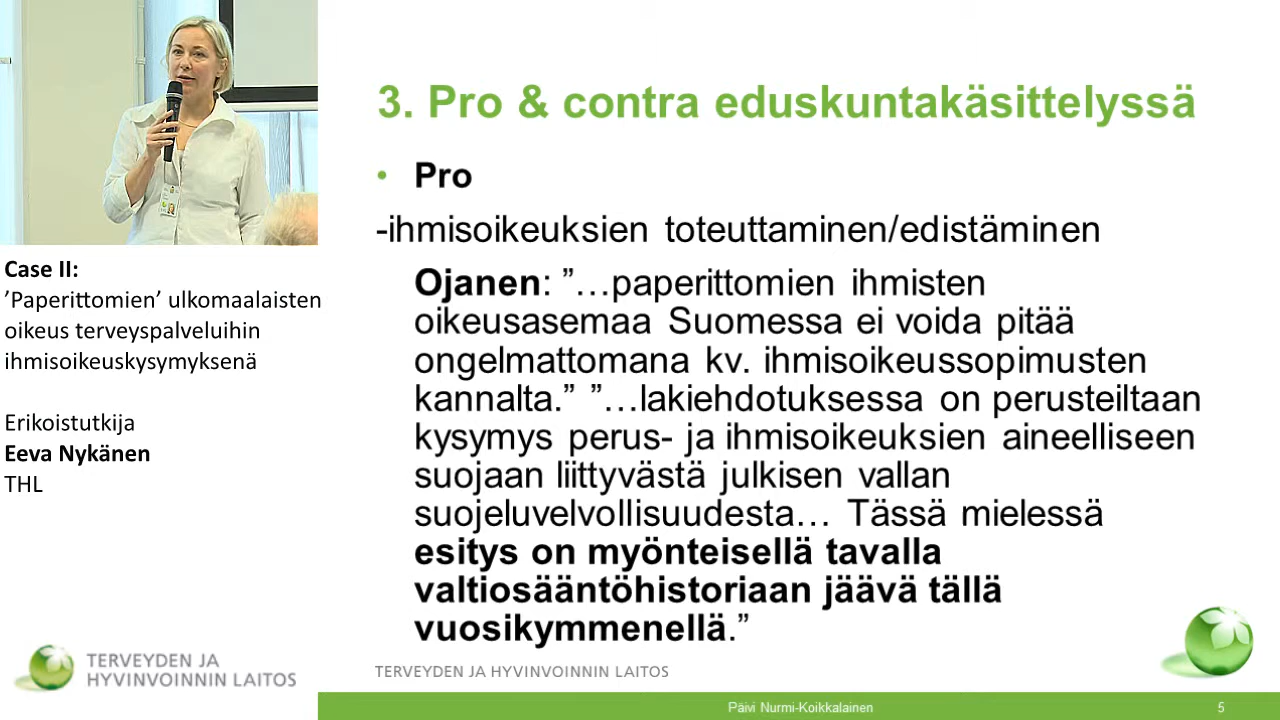 Case II:
’Paperittomien’ ulkomaalaisten
oikeus terveyspalveluihin
ihmisoikeuskysymyksenä
Erikoistutkija
Eeva Nykänen
THL
TERVEYDEN JA
HYVINVOINNIN LAITOS
3. Pro & contra eduskuntakäsittelyssä
• Pro
-ihmisoikeuksien toteuttaminen/edistäminen
Ojanen: ”…paperittomien ihmisten
oikeusasemaa Suomessa ei voida pitää
ongelmattomana kv. ihmisoikeussopimusten
kannalta.” ”…lakiehdotuksessa on perusteiltaan
kysymys perus- ja ihmisoikeuksien aineelliseen
suojaan liittyvästä julkisen vallan
suojeluvelvollisuudesta… Tässä mielessä
esitys on myönteisellä tavalla
valtiosääntöhistoriaan jäävä tällä
vuosikymmenellä.”
TERVEYDEN JA HYVINVOINNIN LAITOS
Päivi Nurmi-Koikkalainen
5